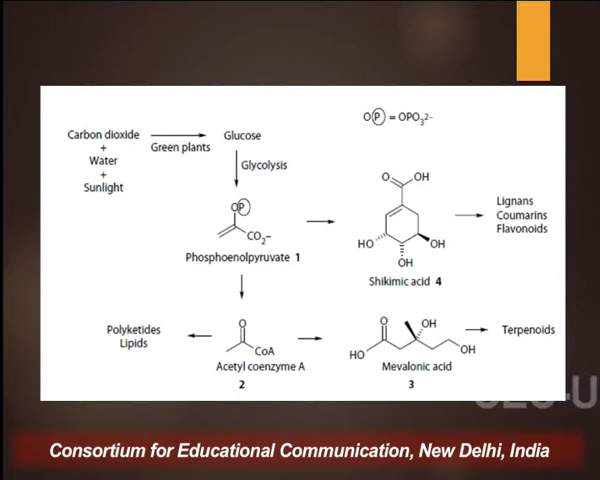 Carbon dioxide
+
Water
+
Sunlight
Green plants
Glucose
Glycolysis
OP = OPO₃²⁻
OP
CO₂⁻
Phosphoenolpyruvate 1
O
OH
HO
OH
OH
Shikimic acid 4
Lignans
Coumarins
Flavonoids
Polyketides
Lipids
O
CoA
Acetyl coenzyme A
2
O
OH
HO
OH
Mevalonic acid
3
Terpenoids
Consortium for Educational Communication, New Delhi, India